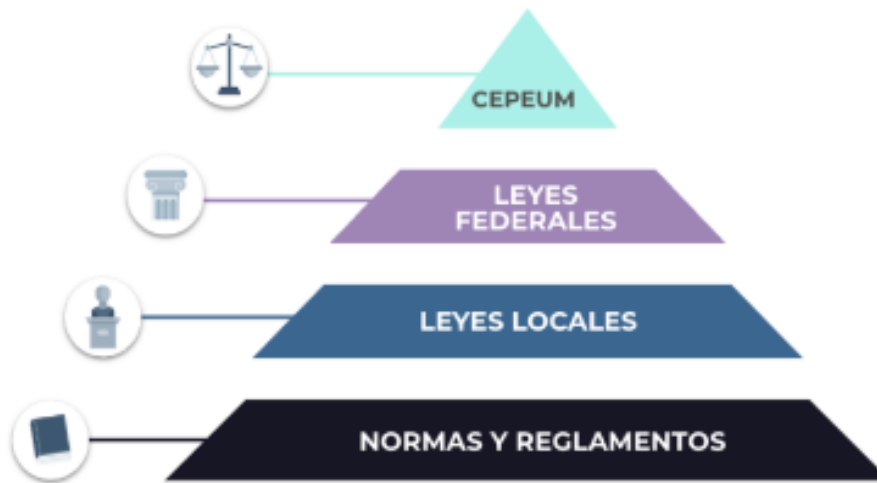 CEPEUM
LEYES
FEDERALES
LEYES LOCALES
NORMAS Y REGLAMENTOS